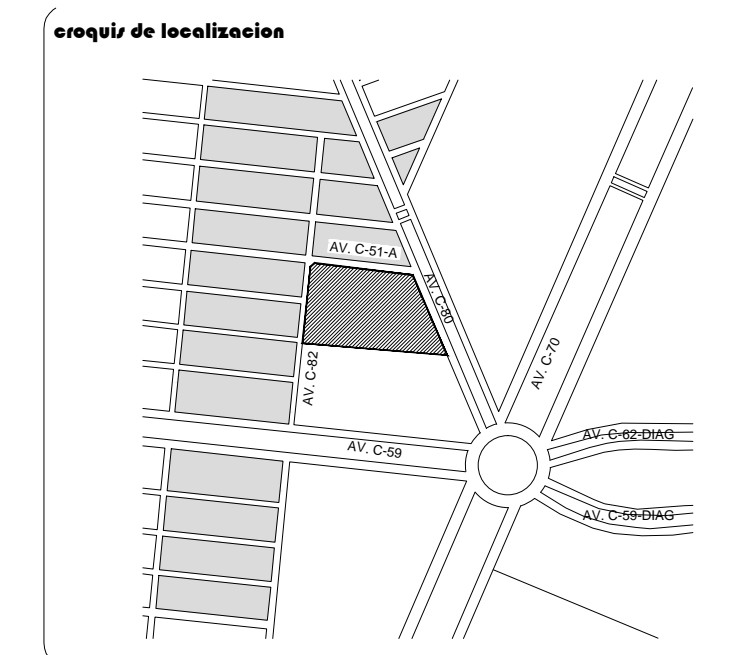 croquis de localizacion
AV. C-51-A
AV. C-80
AV. C-70
AV. C-82
AV. C-62-DIAG
AV. C-59
AV. C-59-DIAG